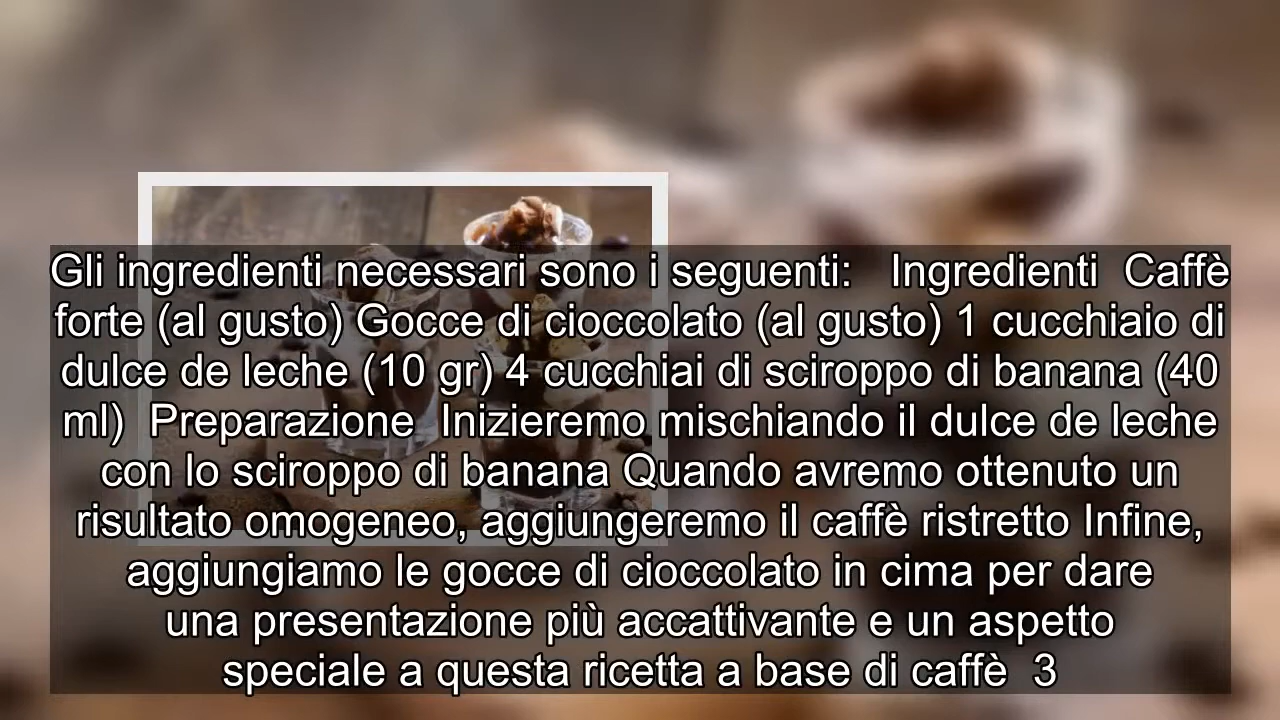 Gli ingredienti necessari sono i seguenti:   Ingredienti  Caffè
forte (al gusto) Gocce di cioccolato (al gusto) 1 cucchiaio di
dulce de leche (10 gr) 4 cucchiai di sciroppo di banana (40
ml)  Preparazione  Inizieremo mischiando il dulce de leche
con lo sciroppo di banana Quando avremo ottenuto un
risultato omogeneo, aggiungeremo il caffè ristretto Infine,
aggiungiamo le gocce di cioccolato in cima per dare
una presentazione più accattivante e un aspetto
speciale a questa ricetta a base di caffè  3